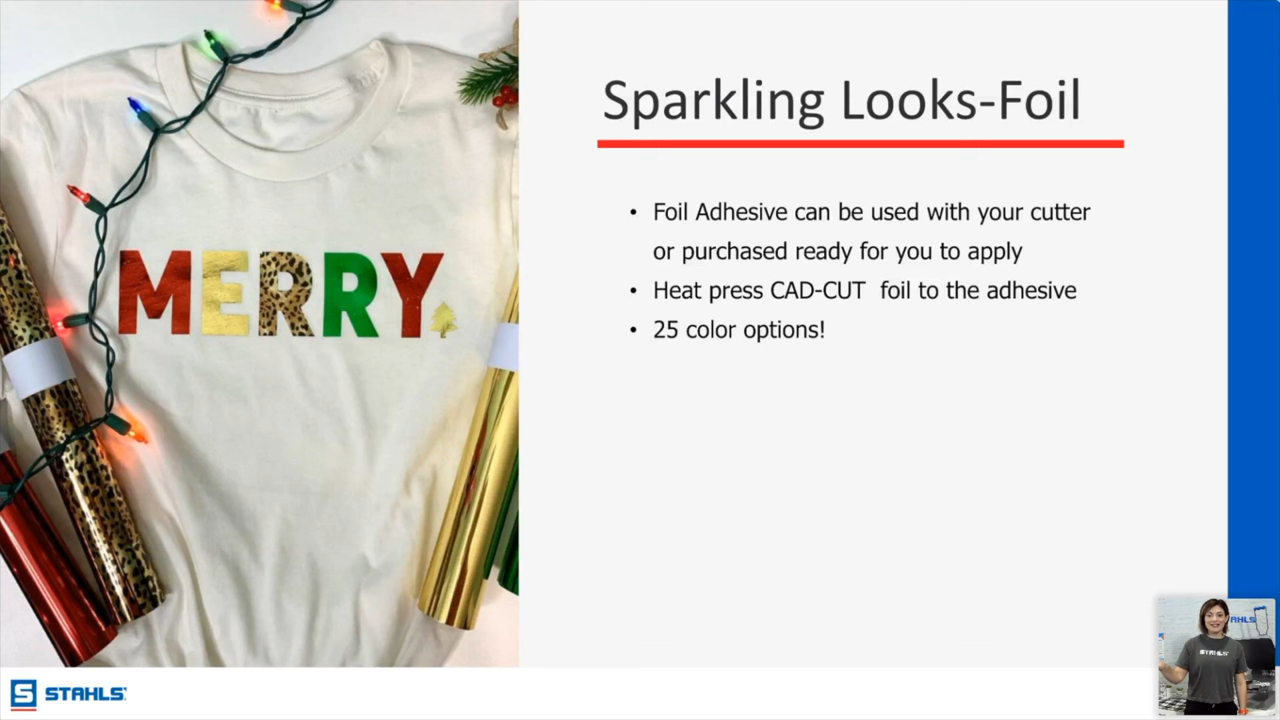 Sparkling Looks-Foil
• Foil Adhesive can be used with your cutter
or purchased ready for you to apply
• Heat press CAD-CUT  foil to the adhesive
• 25 color options!
MERRY
STAHLS'
STAHLS'